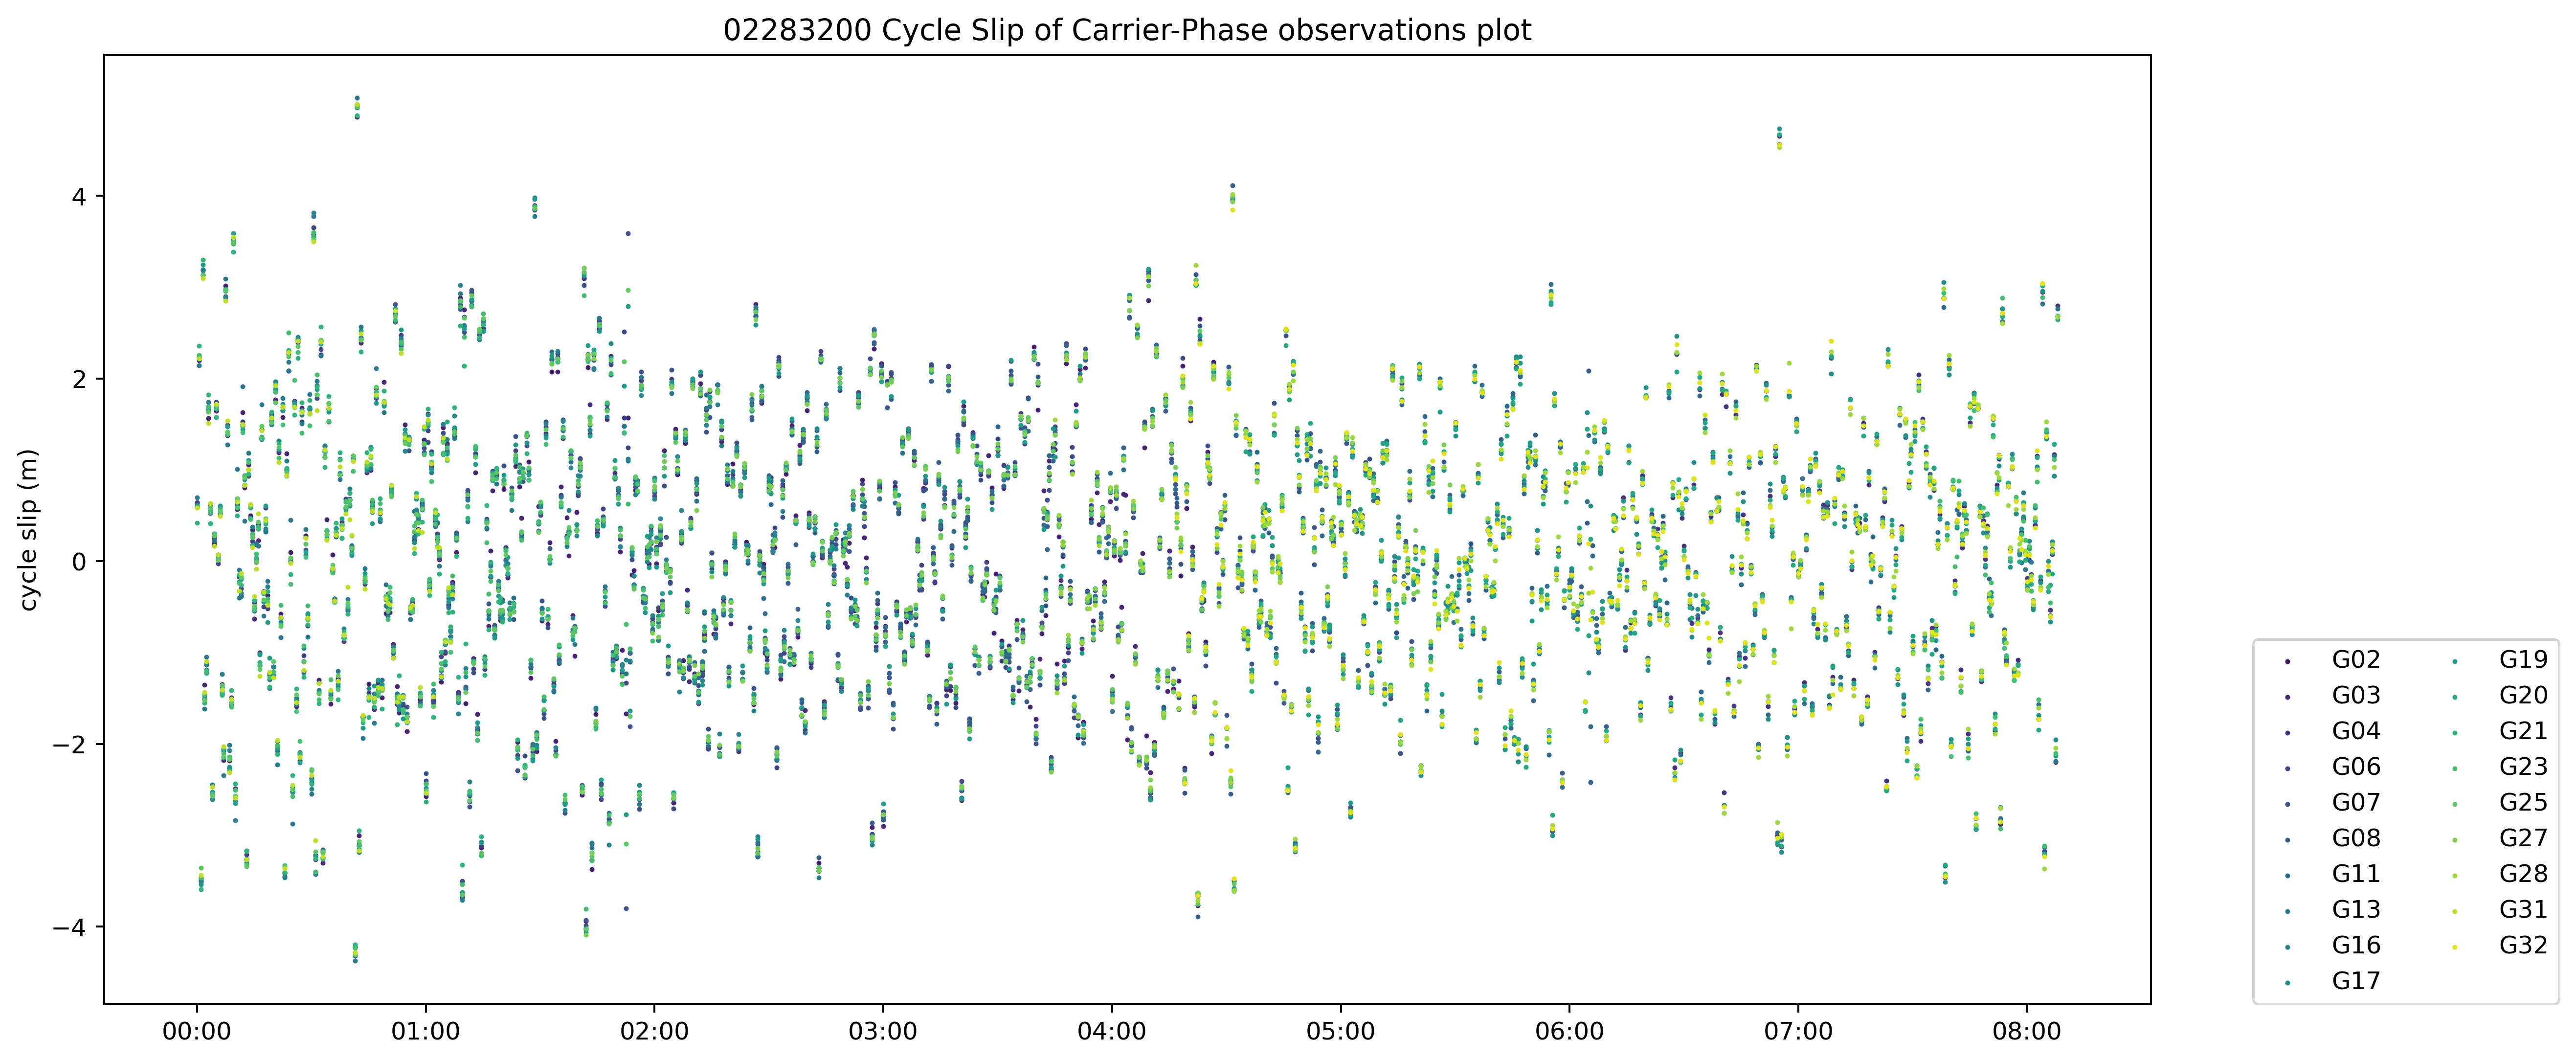 02283200 Cycle Slip of Carrier-Phase observations plot
cycle slip (m)
4
2
0
−2
−4
00:00 01:00 02:00 03:00 04:00 05:00 06:00 07:00 08:00
G02 G19
G03 G20
G04 G21
G06 G23
G07 G25
G08 G27
G11 G28
G13 G31
G16 G32
G17